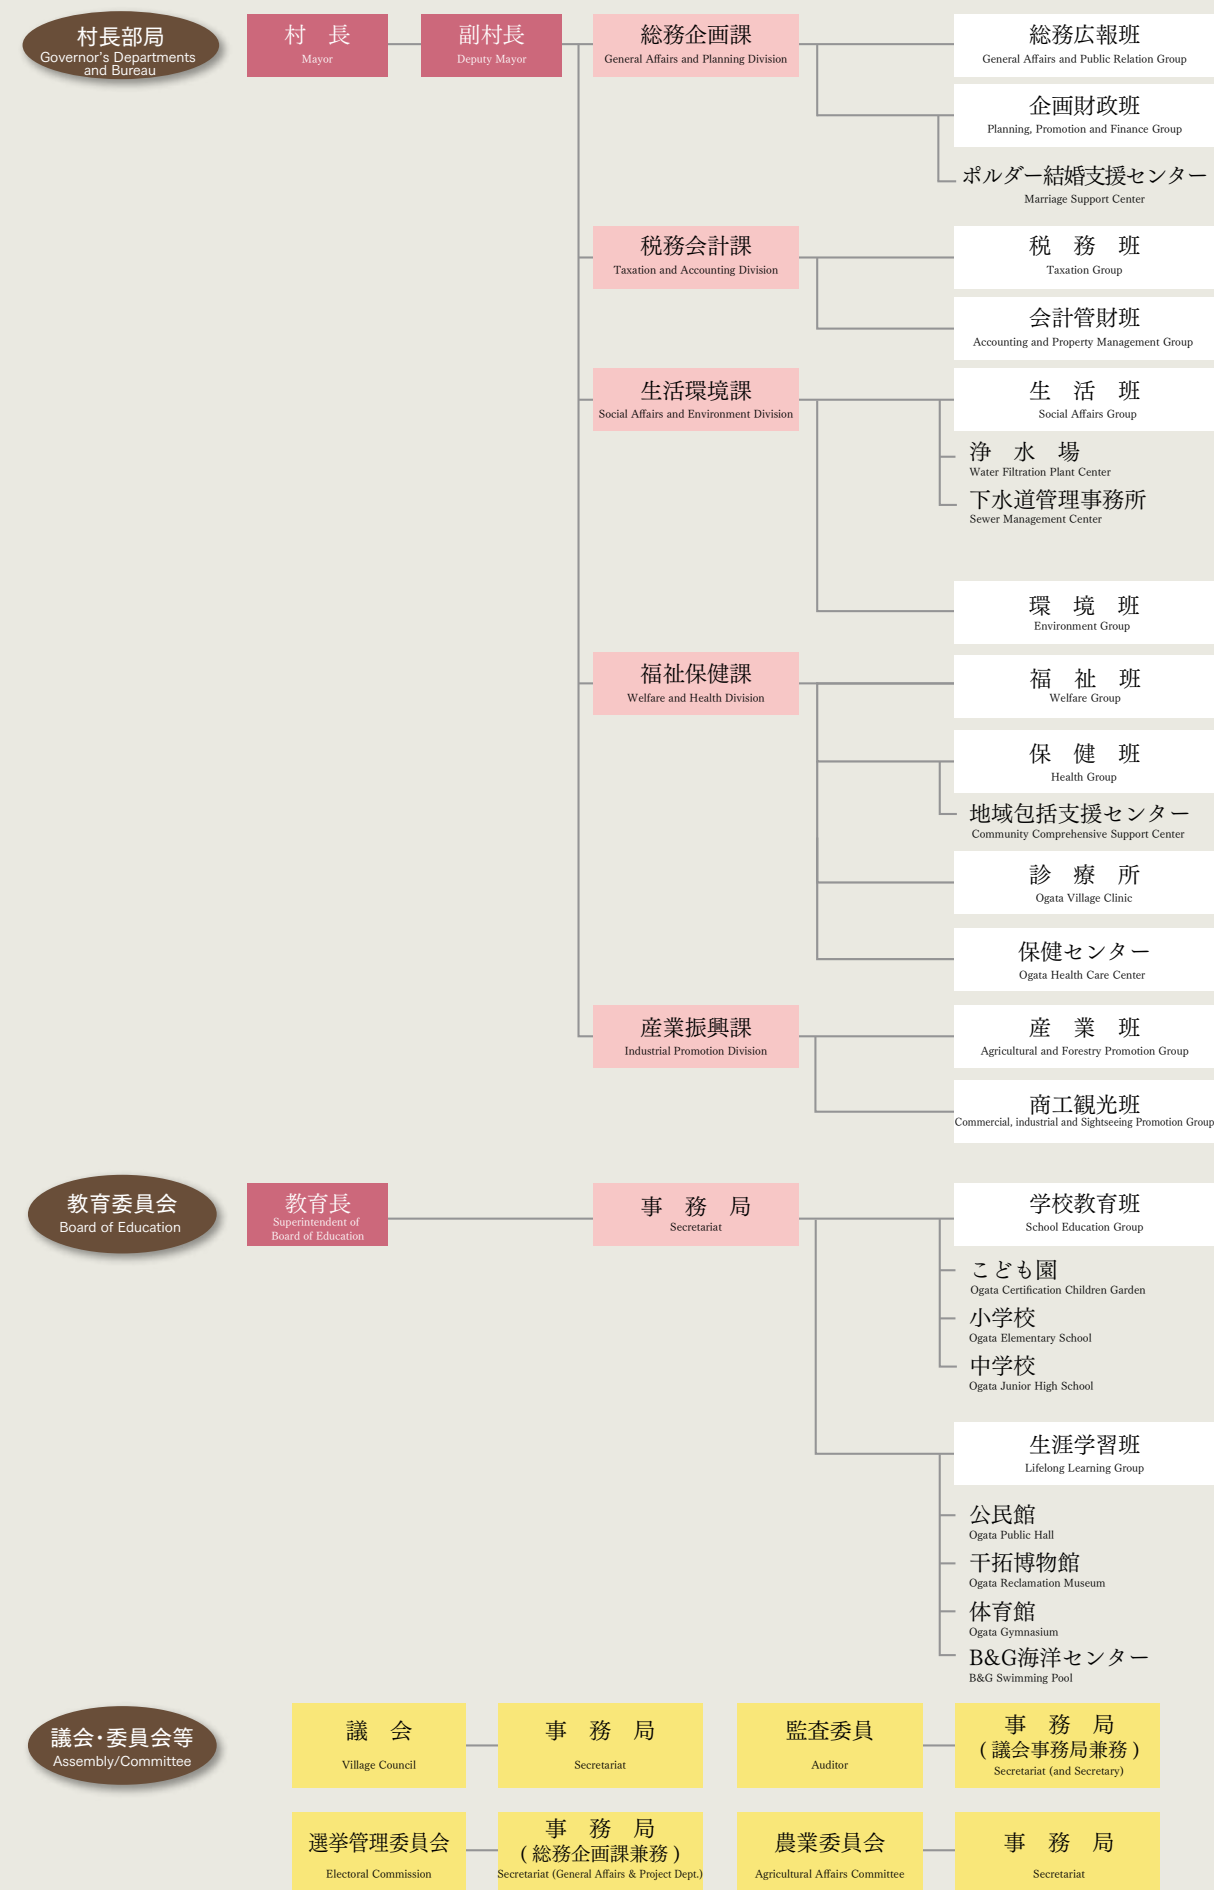 村長部局
Governor's Departments
and Bureau
村　長
Mayor
副村長
Deputy Mayor
総務企画課
General Affairs and Planning Division
総務広報班
General Affairs and Public Relation Group
企画財政班
Planning, Promotion and Finance Group
ポルダー結婚支援センター
Marriage Support Center
税務会計課
Taxation and Accounting Division
税　務　班
Taxation Group
会計管財班
Accounting and Property Management Group
生活環境課
Social Affairs and Environment Division
生　活　班
Social Affairs Group
浄　水　場
Water Filtration Plant Center
下水道管理事務所
Sewer Management Center
環　境　班
Environment Group
福祉保健課
Welfare and Health Division
福　祉　班
Welfare Group
保　健　班
Health Group
地域包括支援センター
Community Comprehensive Support Center
診　療　所
Ogata Village Clinic
保健センター
Ogata Health Care Center
産業振興課
Industrial Promotion Division
産　業　班
Agricultural and Forestry Promotion Group
商工観光班
Commercial, industrial and Sightseeing Promotion Group
教育委員会
Board of Education
教育長
Superintendent of
Board of Education
事　務　局
Secretariat
学校教育班
School Education Group
こども園
Ogata Certification Children Garden
小学校
Ogata Elementary School
中学校
Ogata Junior High School
生涯学習班
Lifelong Learning Group
公民館
Ogata Public Hall
干拓博物館
Ogata Reclamation Museum
体育館
Ogata Gymnasium
B&G海洋センター
B&G Swimming Pool
議会・委員会等
Assembly/Committee
議　会
Village Council
事　務　局
Secretariat
監査委員
Auditor
事　務　局
( 議会事務局兼務 )
Secretariat (and Secretary)
選挙管理委員会
Electoral Commission
事　務　局
( 総務企画課兼務 )
Secretariat (General Affairs & Project Dept.)
農業委員会
Agricultural Affairs Committee
事　務　局
Secretariat